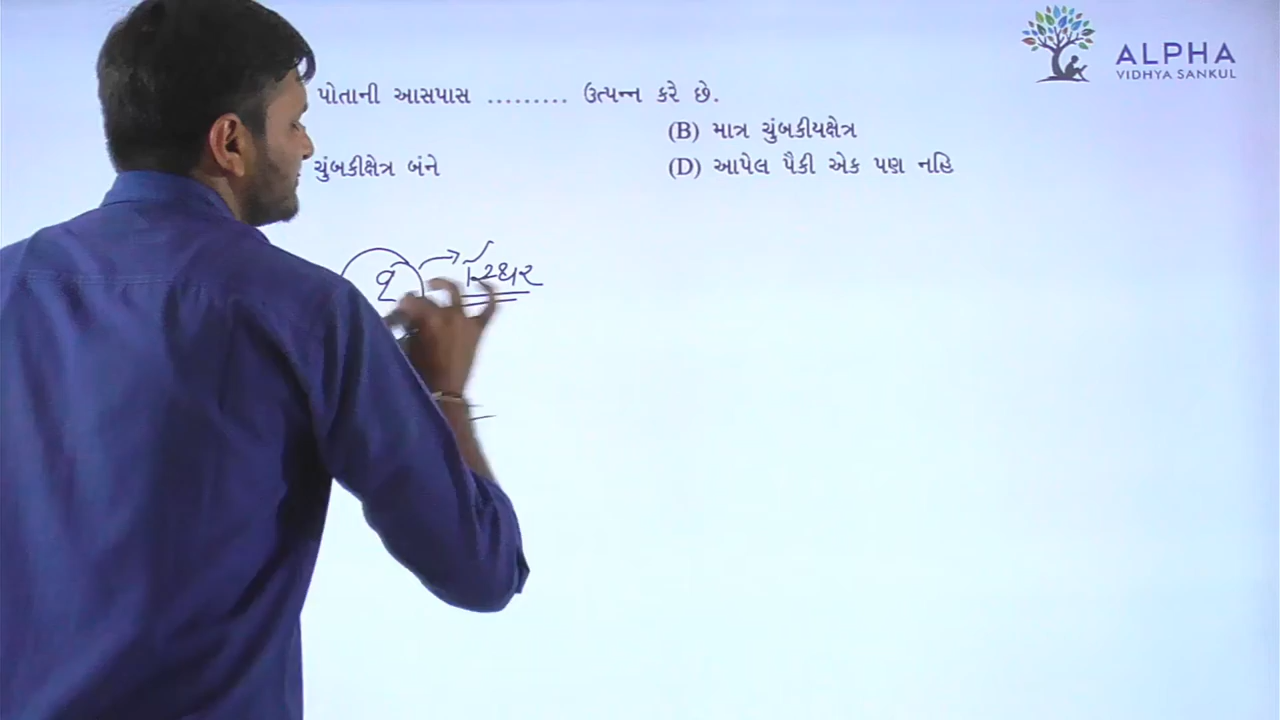 ALPHA
VIDHYA SANKUL
પોતાની આસપાસ ......... ઉત્પન્ન કરે છે.
(B) માત્ર ચુંબકીયક્ષેત્ર
ચુંબકીક્ષેત્ર બંને
(D) આપેલ પૈકી એક પણ નહિ
સ્થિર